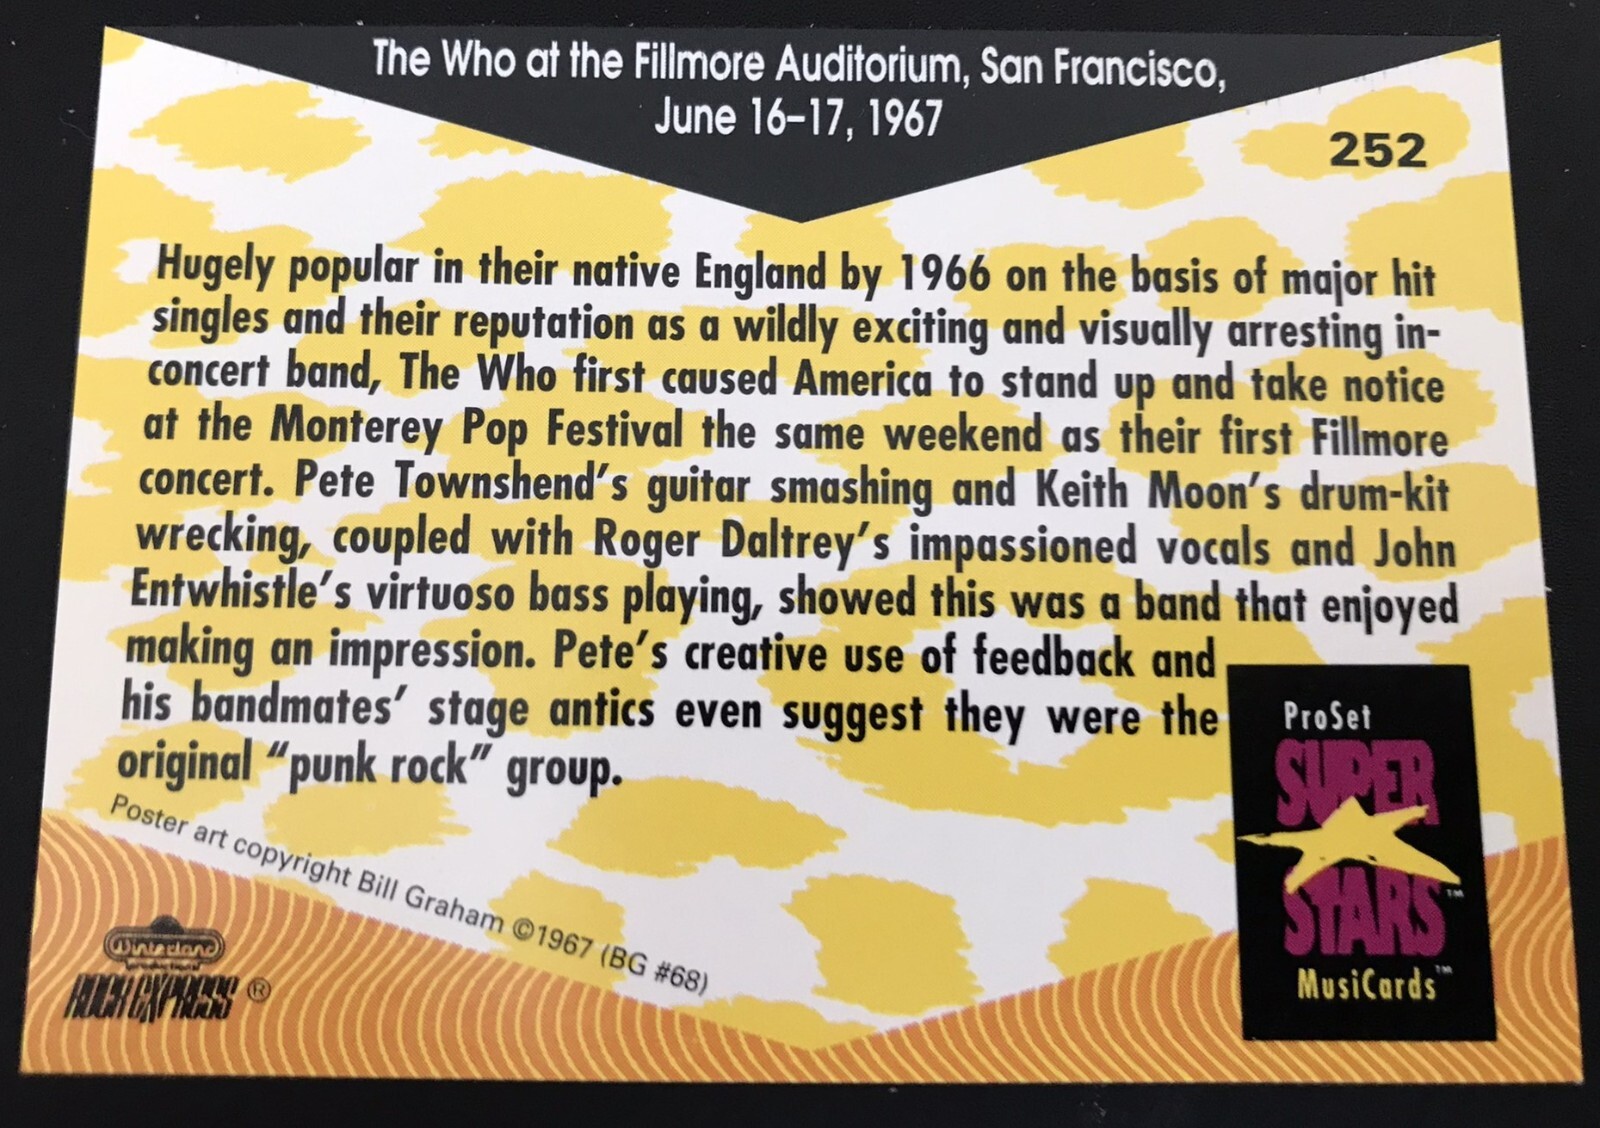 The Who at the Fillmore Auditorium, San Francisco,
June 16–17, 1967
252
Hugely popular in their native England by 1966 on the basis of major hit
singles and their reputation as a wildly exciting and visually arresting in-
concert band, The Who first caused America to stand up and take notice
at the Monterey Pop Festival the same weekend as their first Fillmore
concert. Pete Townshend's guitar smashing and Keith Moon's drum-kit
wrecking, coupled with Roger Daltrey's impassioned vocals and John
Entwhistle's virtuoso bass playing, showed this was a band that enjoyed
making an impression. Pete's creative use of feedback and
his bandmates' stage antics even suggest they were the
original “punk rock” group.
Poster art copyright Bill Graham ©1967 (BG #68)
Winterland
productions
ROCK EXPRESS ®
ProSet
SUPER
STARS™
MusiCards™